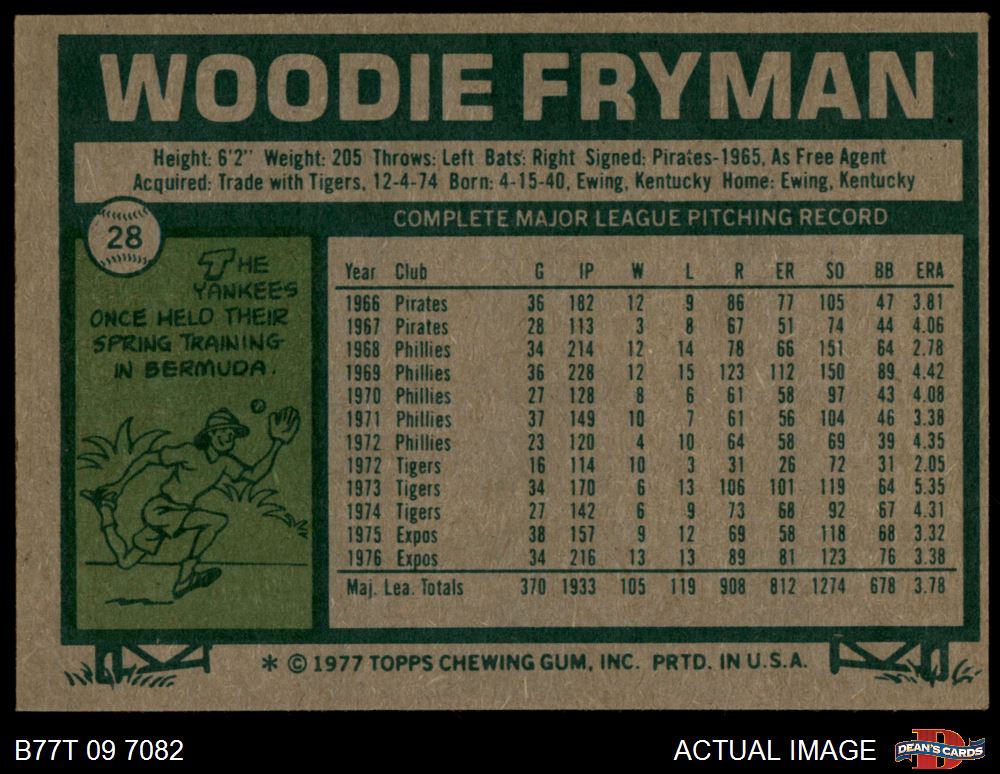 WOODIE FRYMAN
Height: 6'2" Weight: 205 Throws: Left Bats: Right Signed: Pirates-1965, As Free Agent
Acquired: Trade with Tigers, 12-4-74 Born: 4-15-40, Ewing, Kentucky Home: Ewing, Kentucky
28
THE
YANKEES
ONCE HELD THEIR
SPRING TRAINING
IN BERMUDA.
COMPLETE MAJOR LEAGUE PITCHING RECORD
Year Club G IP W L R ER SO BB ERA
1966 Pirates 36 182 12 9 86 77 105 47 3.81
1967 Pirates 28 113 3 8 67 51 74 44 4.06
1968 Phillies 34 214 12 14 78 66 151 64 2.78
1969 Phillies 36 228 12 15 123 112 150 89 4.42
1970 Phillies 27 128 8 6 61 58 97 43 4.08
1971 Phillies 37 149 10 7 61 56 104 46 3.38
1972 Phillies 23 120 4 10 64 58 69 39 4.35
1972 Tigers 16 114 10 3 31 26 72 31 2.05
1973 Tigers 34 170 6 13 106 101 119 64 5.35
1974 Tigers 27 142 6 9 73 68 92 67 4.31
1975 Expos 38 157 9 12 69 58 118 68 3.32
1976 Expos 34 216 13 13 89 81 123 76 3.38
Maj. Lea. Totals 370 1933 105 119 908 812 1274 678 3.78
* © 1977 TOPPS CHEWING GUM, INC. PRTD. IN U.S.A.
B77T 09 7082
ACTUAL IMAGE
D
DEAN'S CARDS